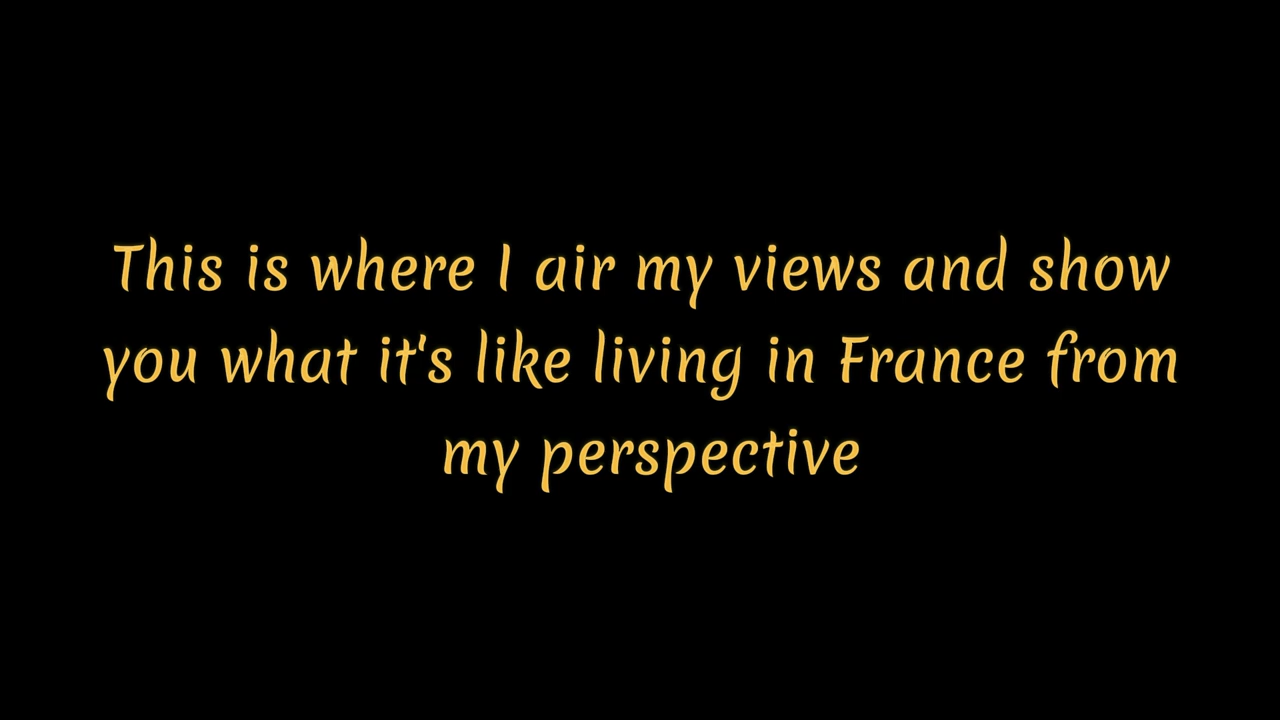 This is where I air my views and show
you what it's like living in France from
my perspective